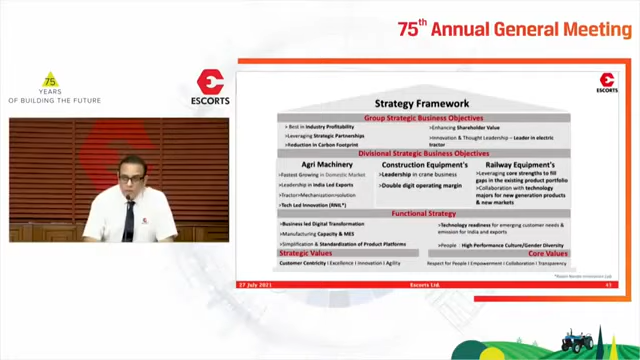 75th Annual General Meeting
75
YEARS
OF BUILDING THE FUTURE
ESCORTS
ESCORTS
Strategy Framework
Group Strategic Business Objectives
➢Best in Industry Profitability
➢Leveraging Strategic Partnerships
➢Reduction in Carbon Footprint
➢Enhancing Shareholder Value
➢Innovation & Thought Leadership – Leader in electric
tractor
Divisional Strategic Business Objectives
Agri Machinery
➢Fastest Growing in Domestic Market
➢Leadership in India Led Exports
➢Tractor+Mechanization+solution
➢Tech Led Innovation (RNIL*)
Construction Equipment's
➢Leadership in crane business
➢Double digit operating margin
Railway Equipment's
➢Leveraging core strengths to fill
gaps in the existing product portfolio
➢Collaboration with technology
majors for new generation products
& new markets
Functional Strategy
➢Business led Digital Transformation
➢Manufacturing Capacity & MES
➢Simplification & Standardization of Product Platforms
➢Technology readiness for emerging customer needs &
emission for India and exports
➢People : High Performance Culture/Gender Diversity
Strategic Values
Customer Centricity I Excellence I Innovation I Agility
Core Values
Respect for People I Empowerment I Collaboration I Transparency
27 July 2021
Escorts Ltd.